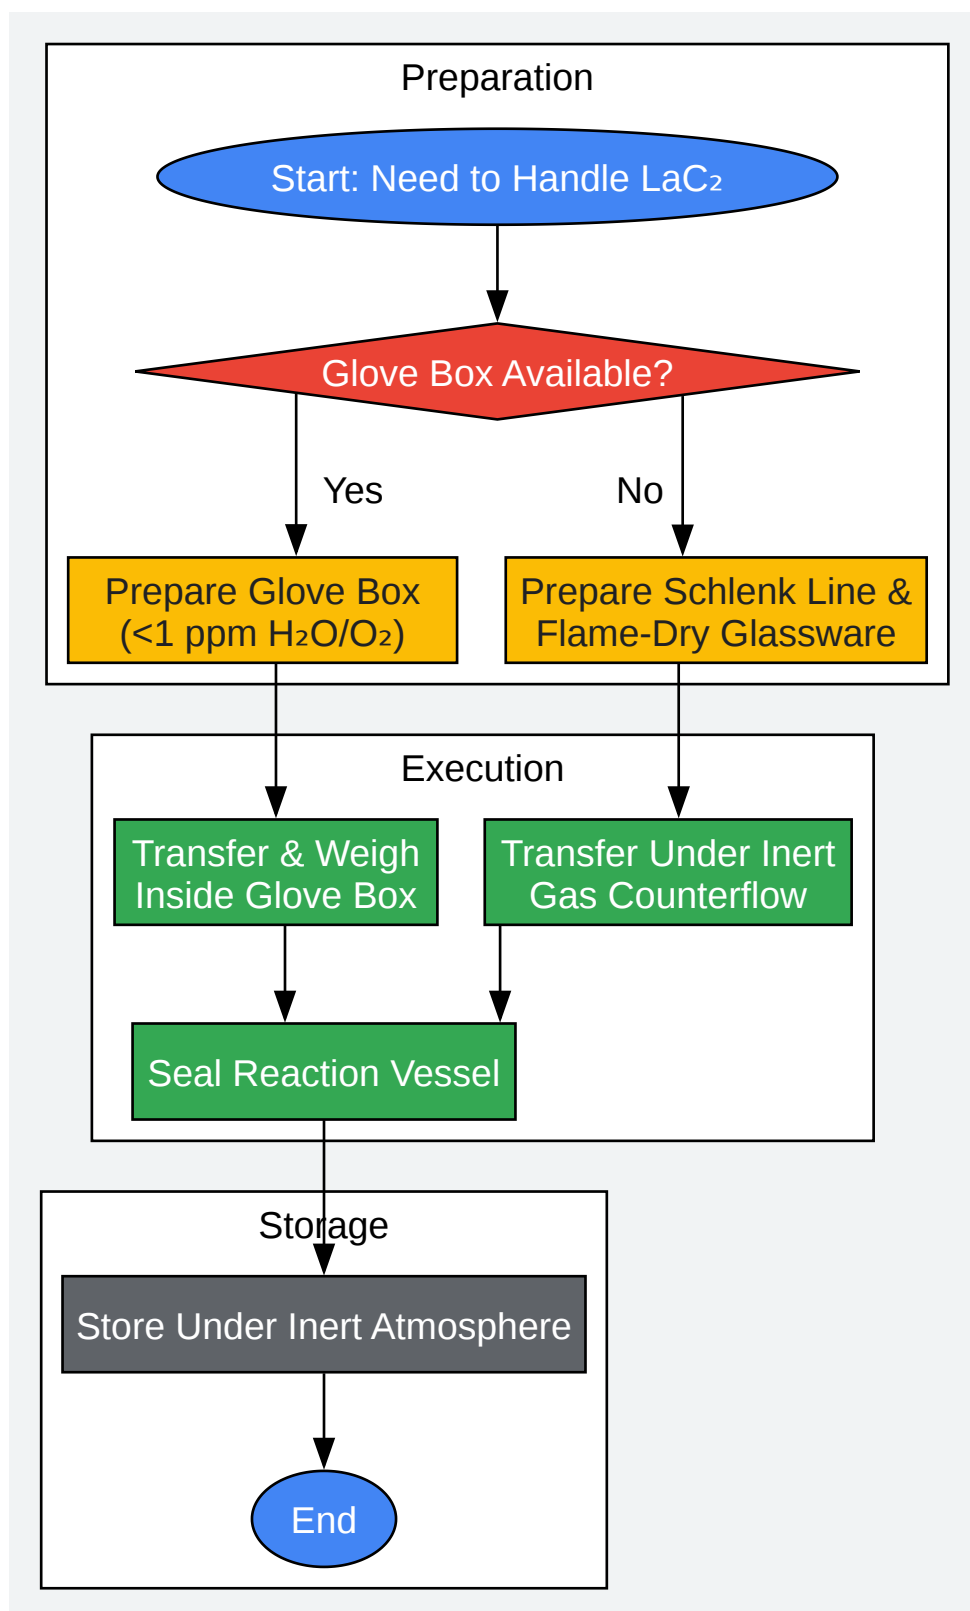 Preparation
Start: Need to Handle LaC₂
Glove Box Available?
Yes
No
Prepare Glove Box
(<1 ppm H₂O/O₂)
Prepare Schlenk Line &
Flame-Dry Glassware
Execution
Transfer & Weigh
Inside Glove Box
Transfer Under Inert
Gas Counterflow
Seal Reaction Vessel
Storage
Store Under Inert Atmosphere
End